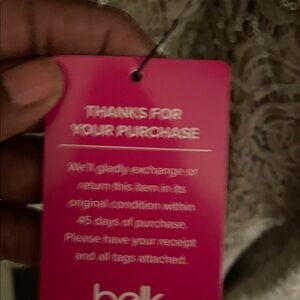 THANKS FOR
YOUR PURCHASE
We'll gladly exchange or
return this item in its
original condition within
45 days of purchase.
Please have your receipt
and all tags attached.
belk